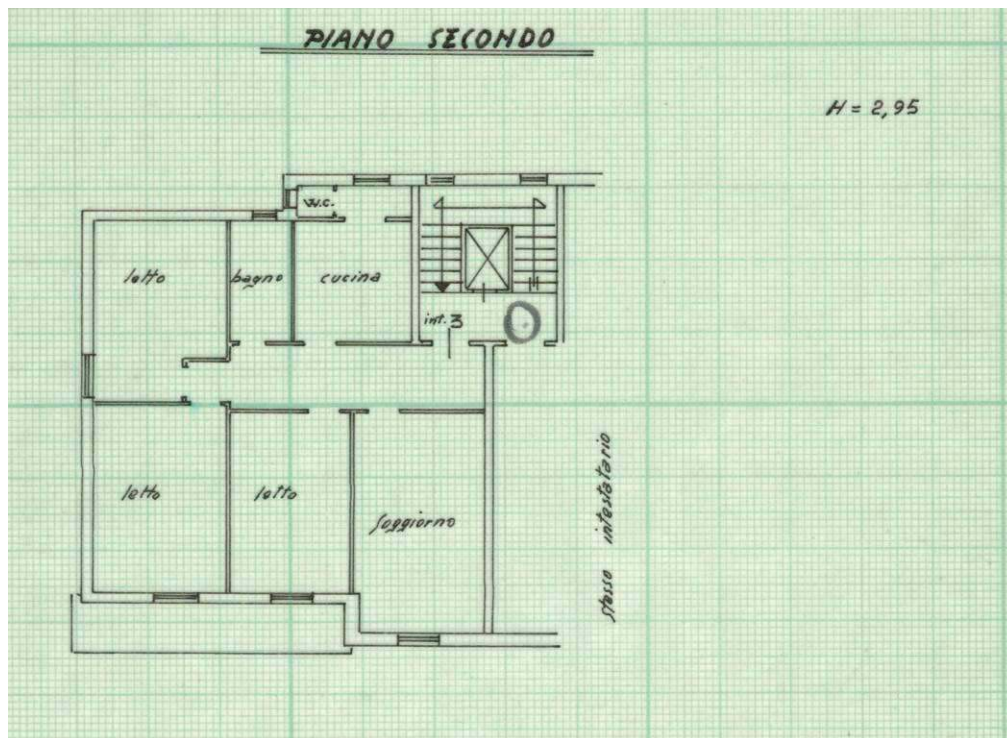 PIANO SECONDO
H = 2,95
w.c.
letto
bagno
cucina
int. 3
letto
letto
soggiorno
stesso intestatario